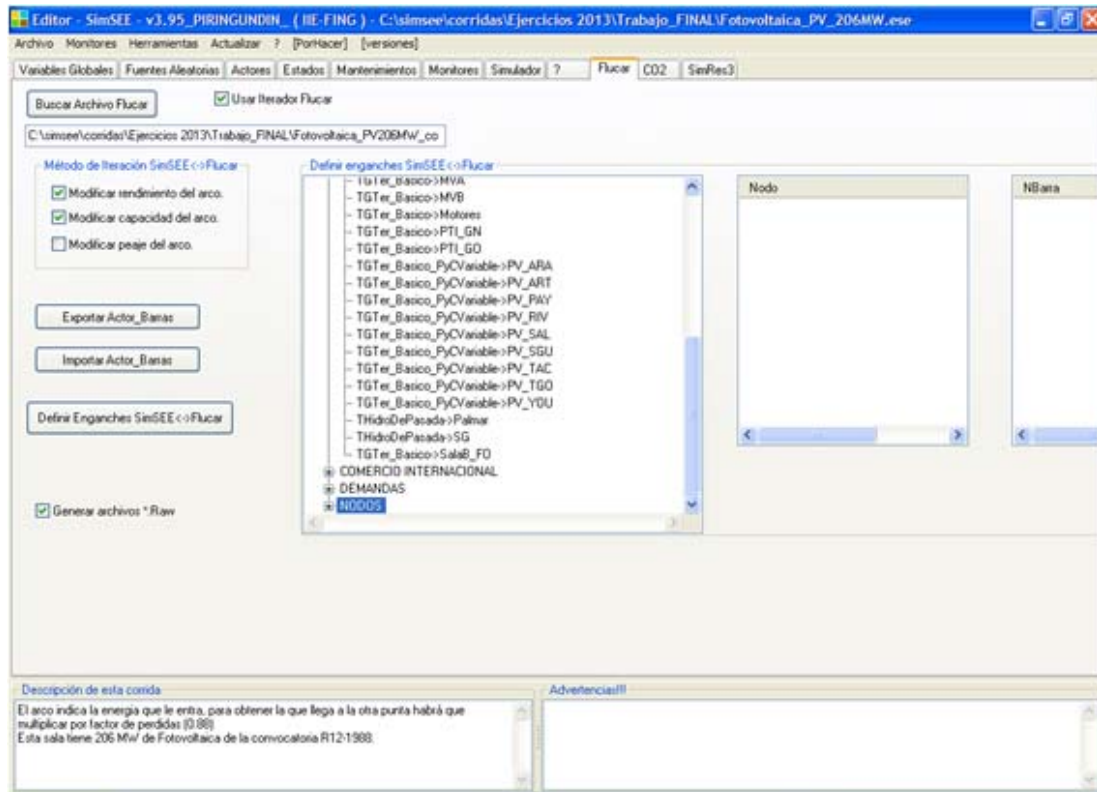 Editor - SimSEE - v3.95_PIRINGUNDIN_ ( IIE-FING ) - C:\simsee\corridas\Ejercicios 2013\Trabajo_FINAL\Fotovoltaica_PV_206MW.ese
Archivo Monitores Herramientas Actualizar ? [PorHacer] [versiones]
Variables Globales Fuentes Aleatorias Actores Estados Mantenimientos Monitores Simulador ? Flucar CO2 SimRes3
Buscar Archivo Flucar
Usar Iterador Flucar
C:\simsee\corridas\Ejercicios 2013\Trabajo_FINAL\Fotovoltaica_PV206MW_co
Método de Iteración SimSEE<->Flucar
Modificar rendimiento del arco.
Modificar capacidad del arco.
Modificar peaje del arco.
Exportar Actor_Barras
Importar Actor_Barras
Definir Enganches SimSEE<->Flucar
Generar archivos *.Raw
Definir enganches SimSEE<->Flucar
TGTer_Basico->MVA
TGTer_Basico->MVB
TGTer_Basico->Motores
TGTer_Basico->PTI_GN
TGTer_Basico->PTI_GO
TGTer_Basico_PyCVariable->PV_ARA
TGTer_Basico_PyCVariable->PV_ART
TGTer_Basico_PyCVariable->PV_PAY
TGTer_Basico_PyCVariable->PV_RIV
TGTer_Basico_PyCVariable->PV_SAL
TGTer_Basico_PyCVariable->PV_SGU
TGTer_Basico_PyCVariable->PV_TAC
TGTer_Basico_PyCVariable->PV_TGO
TGTer_Basico_PyCVariable->PV_YOU
THidroDePasada->Palmar
THidroDePasada->SG
TGTer_Basico->SalaB_FO
COMERCIO INTERNACIONAL
DEMANDAS
NODOS
Nodo
NBarra
Descripción de esta corrida
El arco indica la energia que le entra, para obtener la que llega a la otra punta habrá que
multiplicar por factor de perdidas (0.88)
Esta sala tiene 206 MW de Fotovoltaica de la convocatoria R12-1988.
Advertencias!!!